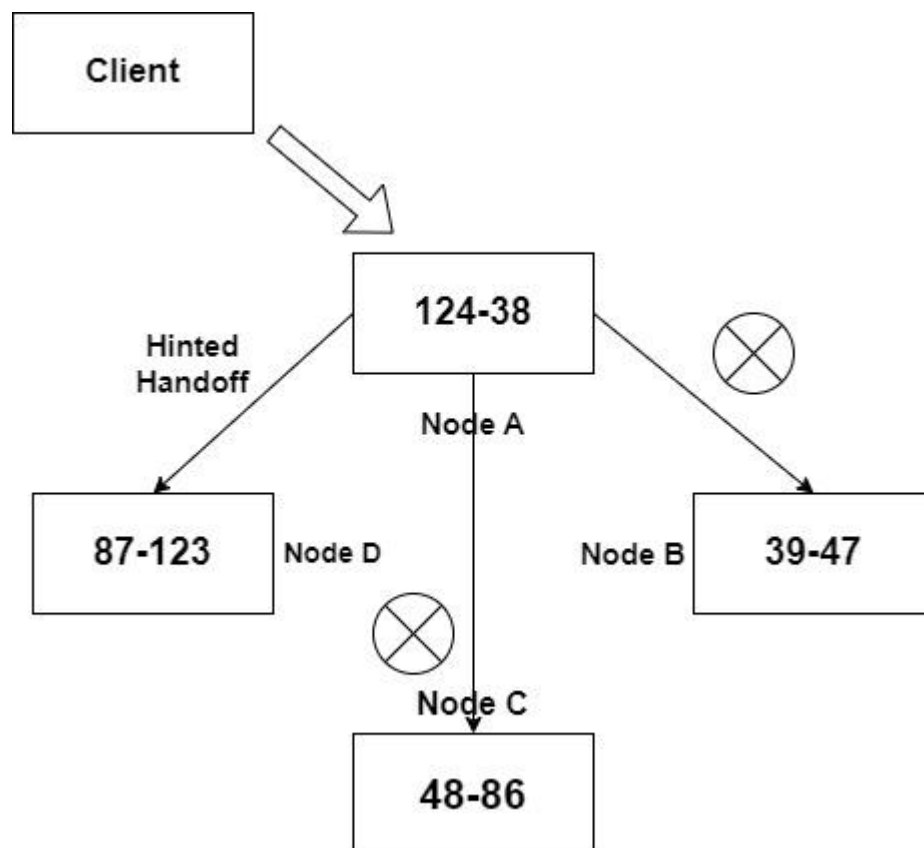 Client
124-38
Hinted
Handoff
Node A
87-123
Node D
Node B
39-47
Node C
48-86